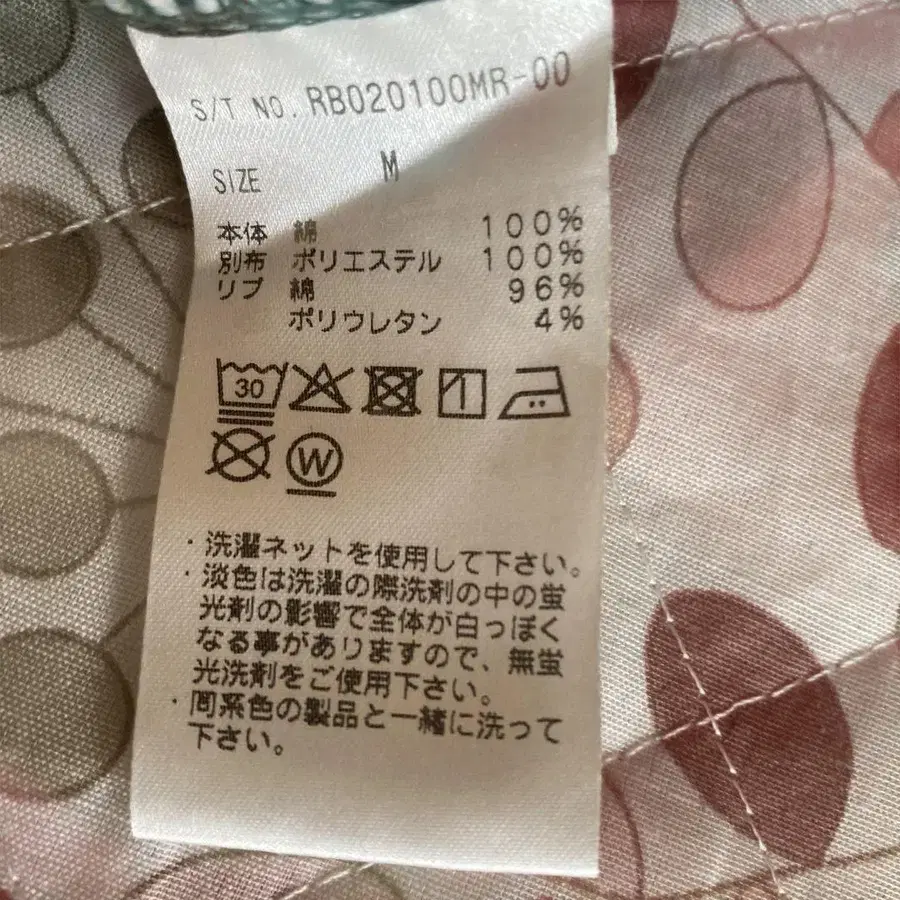 S/T NO. RB020100MR-00
SIZE M
本体 綿 100%
別布 ポリエステル 100%
リブ 綿 96%
ポリウレタン 4%
30
W
・洗濯ネットを使用して下さい。
・淡色は洗濯の際洗剤の中の蛍
光剤の影響で全体が白っぽく
なる事がありますので、無蛍
光洗剤をご使用下さい。
・同系色の製品と一緒に洗って
下さい。